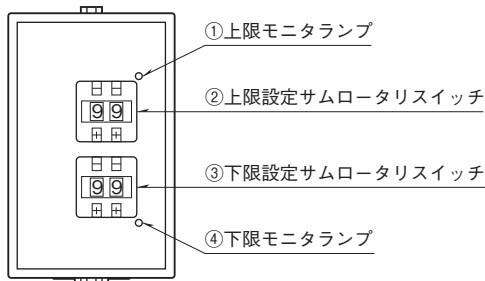 ①上限モニタランプ
②上限設定サムロータリスイッチ
99
③下限設定サムロータリスイッチ
99
④下限モニタランプ